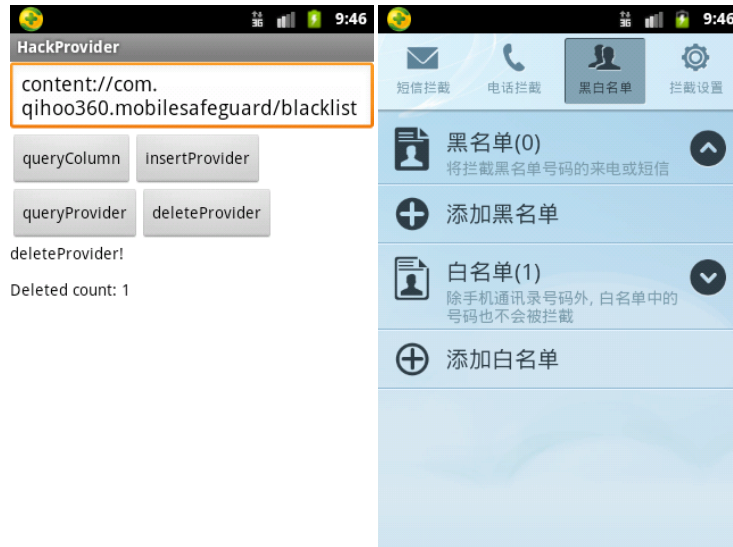 3G
9:46
HackProvider
content://com.
qihoo360.mobilesafeguard/blacklist
queryColumn
insertProvider
queryProvider
deleteProvider
deleteProvider!
Deleted count: 1
3G
9:46
短信拦截
电话拦截
黑白名单
拦截设置
黑名单(0)
将拦截黑名单号码的来电或短信
添加黑名单
白名单(1)
除手机通讯录号码外, 白名单中的
号码也不会被拦截
添加白名单